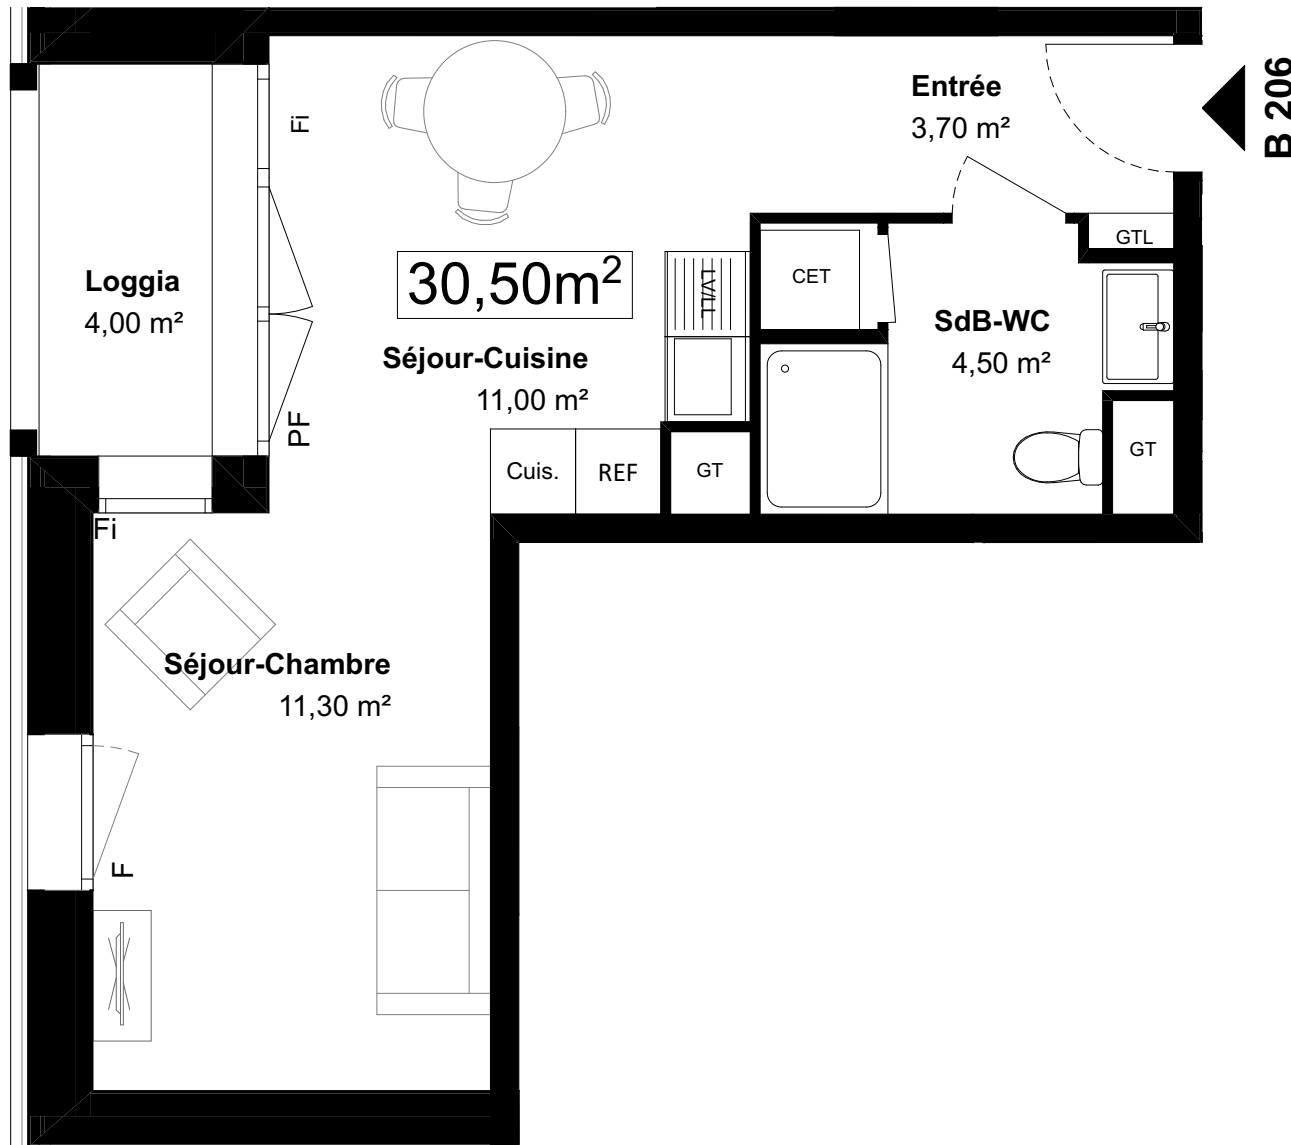 Entrée
3,70 m²
B 206
Fi
GTL
Loggia
4,00 m²
30,50m²
LV/LL
CET
SdB-WC
4,50 m²
Séjour-Cuisine
11,00 m²
PF
Cuis.
REF
GT
GT
Fi
Séjour-Chambre
11,30 m²
F